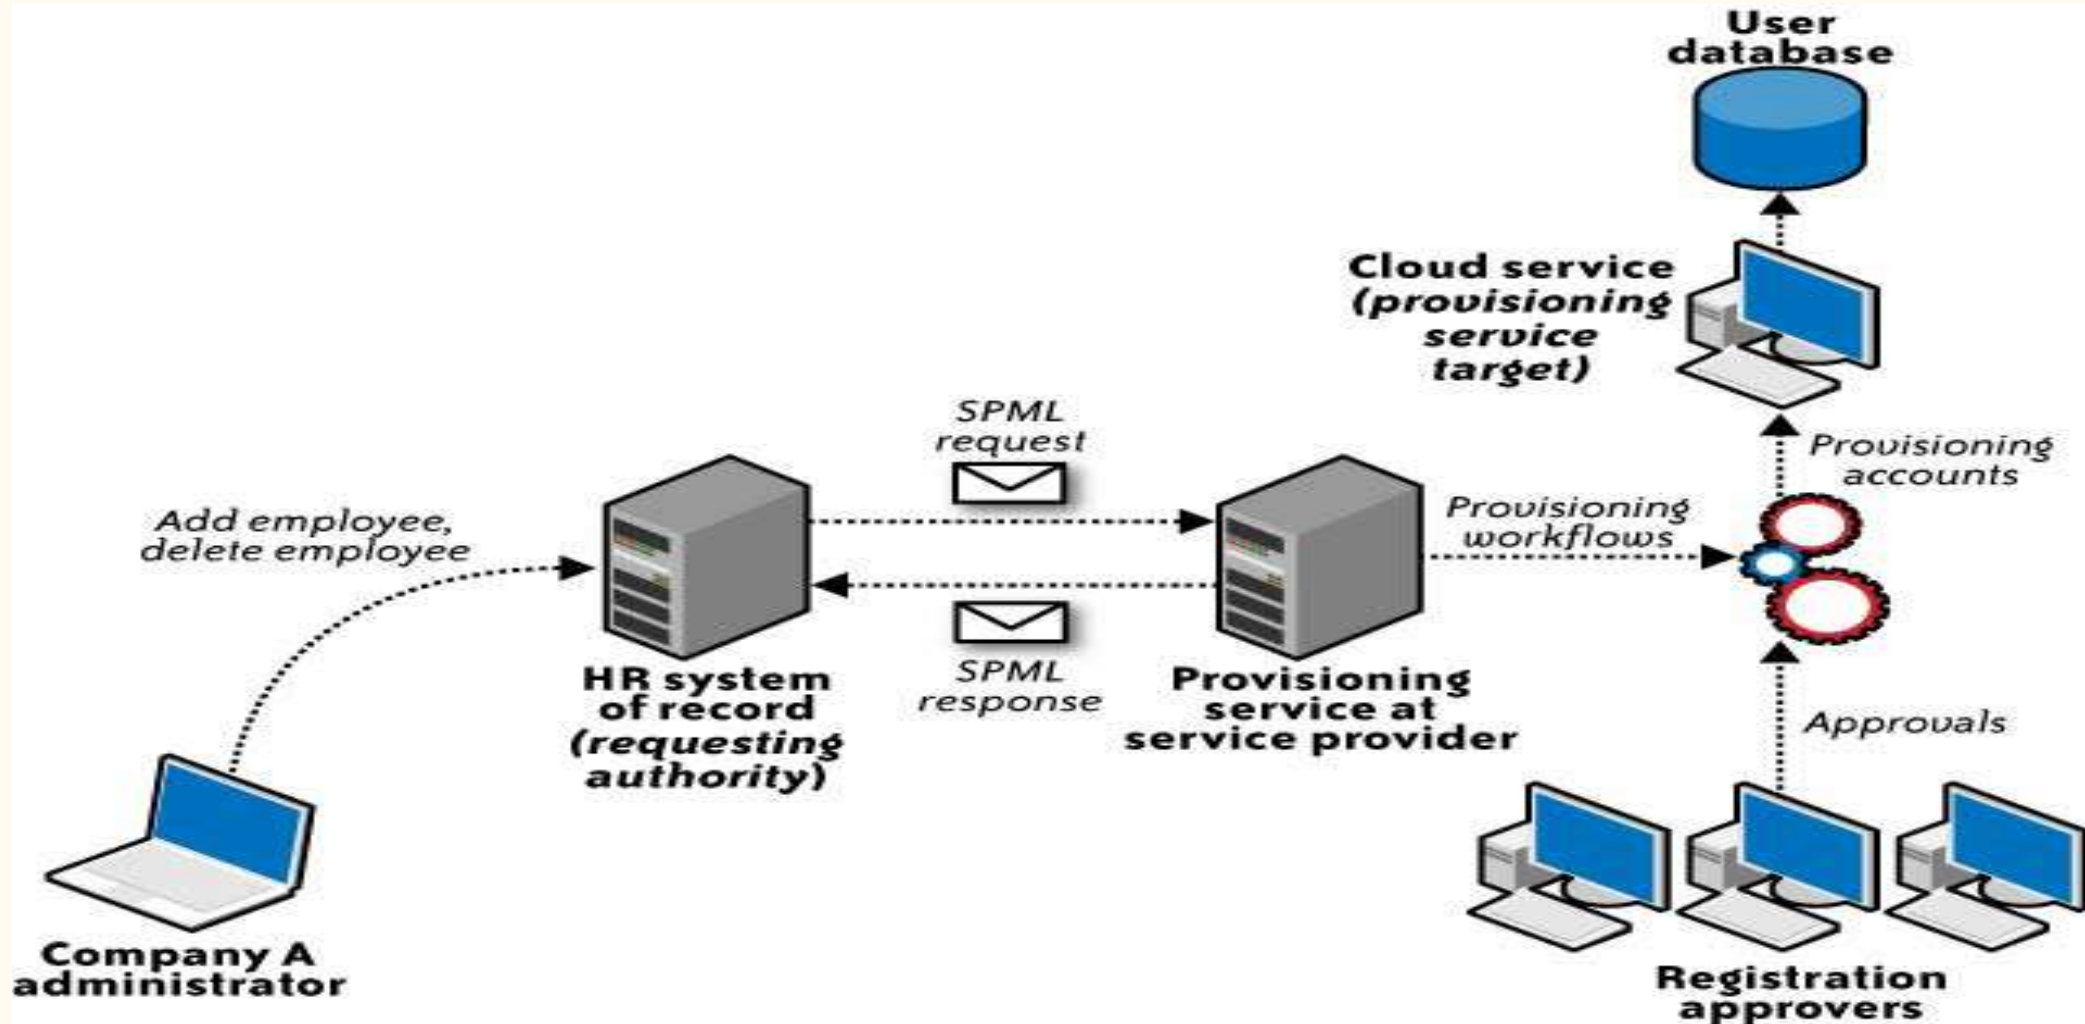 User
database
Cloud service
(provisioning
service
target)
SPML
request
Provisioning
accounts
Add employee,
delete employee
Provisioning
workflows
HR system
of record
(requesting
authority)
SPML
response
Provisioning
service at
service provider
Approvals
Company A
administrator
Registration
approvers